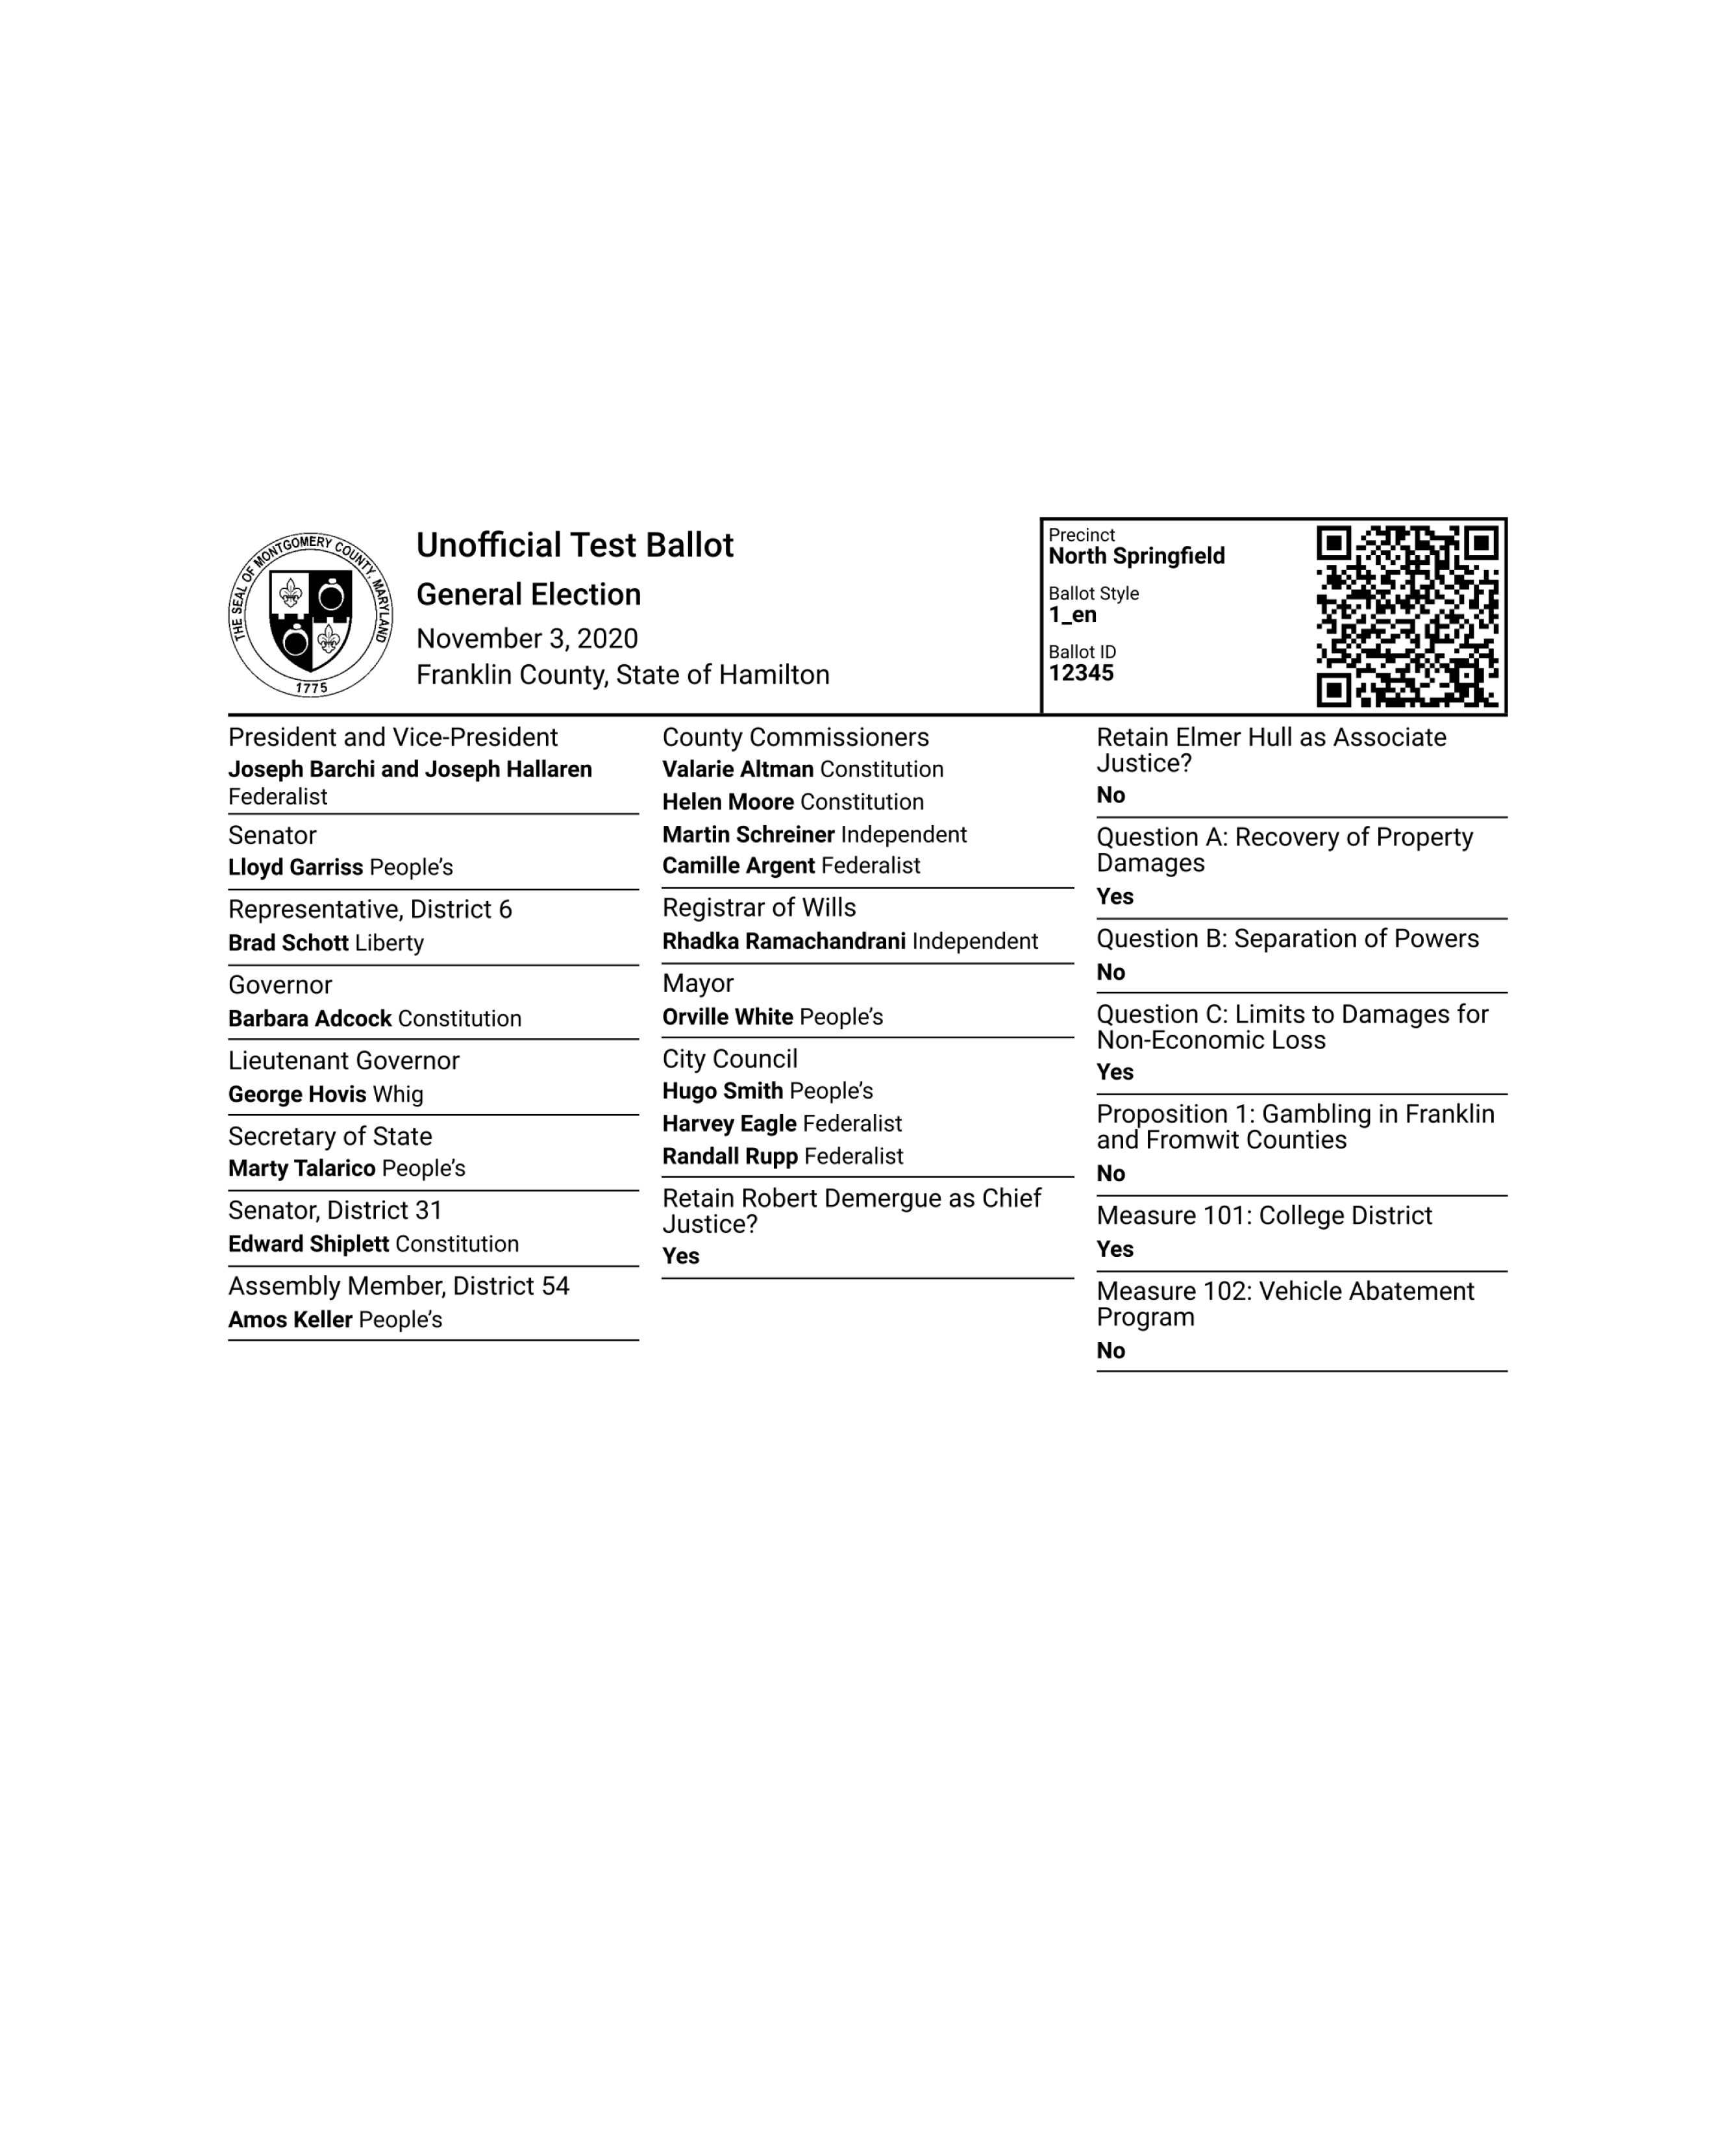 THE SEAL OF MONTGOMERY COUNTY, MARYLAND
1775
Unofficial Test Ballot
General Election
November 3, 2020
Franklin County, State of Hamilton
Precinct
North Springfield
Ballot Style
1_en
Ballot ID
12345
President and Vice-President
Joseph Barchi and Joseph Hallaren
Federalist
Senator
Lloyd Garriss People’s
Representative, District 6
Brad Schott Liberty
Governor
Barbara Adcock Constitution
Lieutenant Governor
George Hovis Whig
Secretary of State
Marty Talarico People’s
Senator, District 31
Edward Shiplett Constitution
Assembly Member, District 54
Amos Keller People’s
County Commissioners
Valarie Altman Constitution
Helen Moore Constitution
Martin Schreiner Independent
Camille Argent Federalist
Registrar of Wills
Rhadka Ramachandrani Independent
Mayor
Orville White People’s
City Council
Hugo Smith People’s
Harvey Eagle Federalist
Randall Rupp Federalist
Retain Robert Demergue as Chief
Justice?
Yes
Retain Elmer Hull as Associate
Justice?
No
Question A: Recovery of Property
Damages
Yes
Question B: Separation of Powers
No
Question C: Limits to Damages for
Non-Economic Loss
Yes
Proposition 1: Gambling in Franklin
and Fromwit Counties
No
Measure 101: College District
Yes
Measure 102: Vehicle Abatement
Program
No